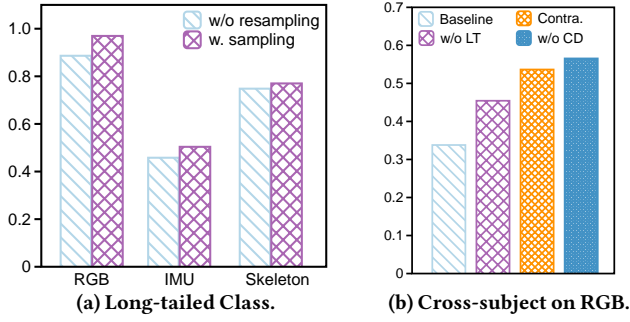 w/o resampling
w. sampling
1.0
0.8
0.6
0.4
0.2
0
RGB IMU Skeleton
(a) Long-tailed Class.
Baseline Contra.
w/o LT w/o CD
0.7
0.6
0.5
0.4
0.3
0.2
0.1
0
(b) Cross-subject on RGB.